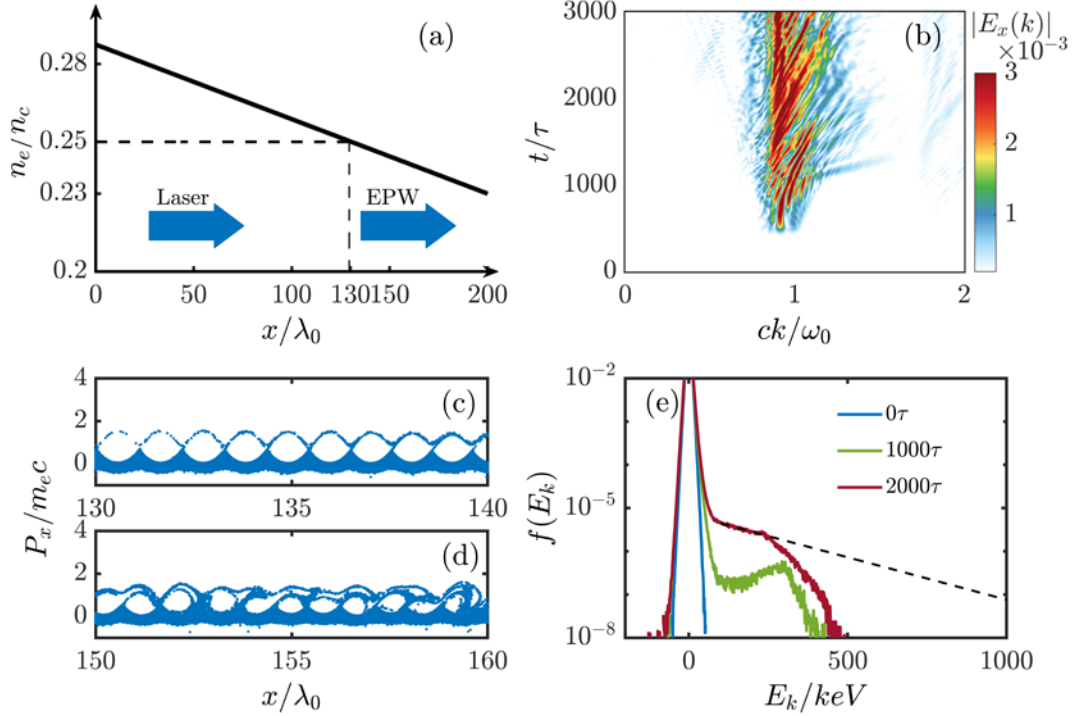 (a)
n_e/n_c
0.28
0.25
0.23
0.2
Laser
EPW
0 50 100 130 150 200
x/λ_0
(b)
t/τ
3000
2000
1000
0
0 1 2
ck/ω_0
|E_x(k)|
×10^{-3}
3
2
1
P_x/m_e c
(c)
4
2
0
130 135 140
(d)
4
2
0
150 155 160
x/λ_0
(e)
f(E_k)
10^{-2}
10^{-5}
10^{-8}
0τ
1000τ
2000τ
0 500 1000
E_k/keV